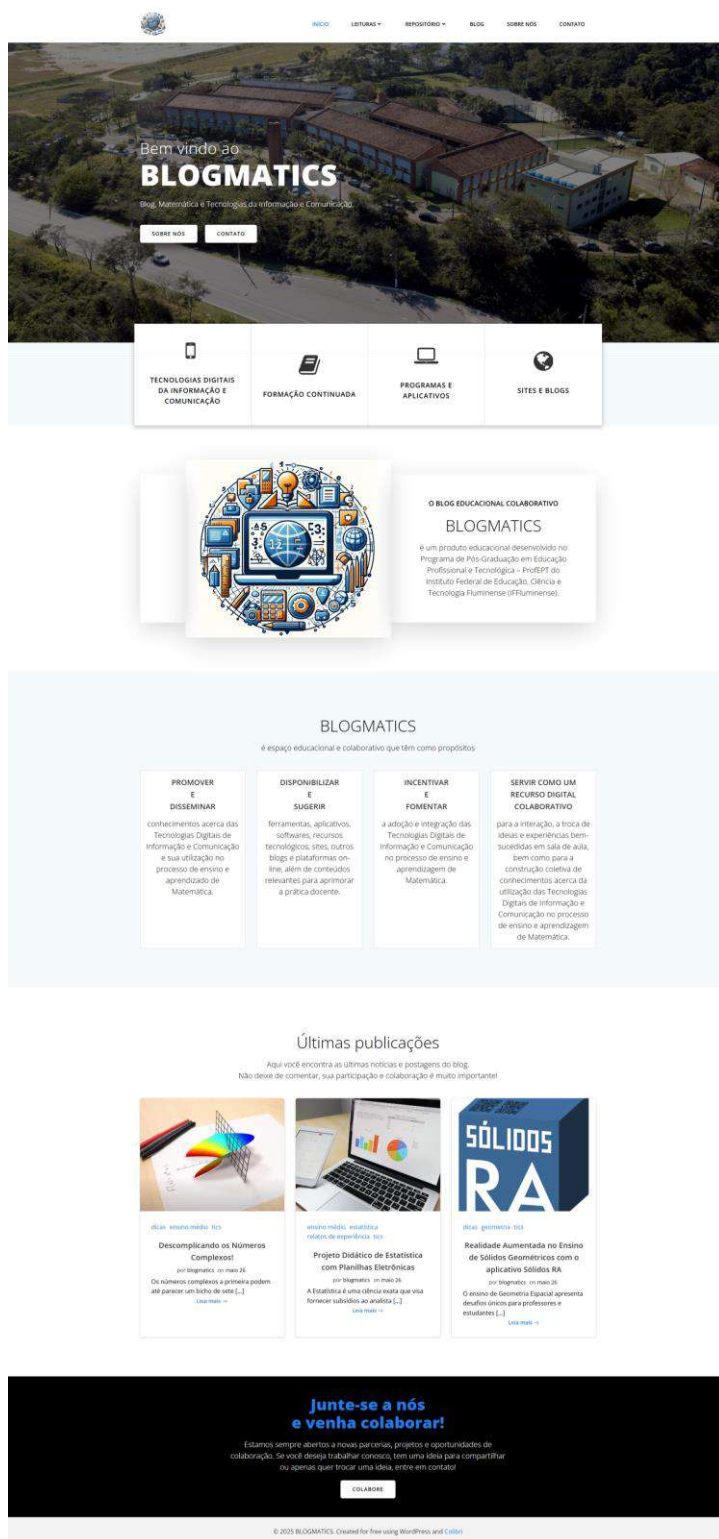 INÍCIO LEITURAS REPOSITÓRIO BLOG SOBRE NÓS CONTATO
Bem vindo ao
BLOGMATICS
Blog, Matemática e Tecnologias da Informação e Comunicação.
SOBRE NÓS CONTATO
TECNOLOGIAS DIGITAIS
DA INFORMAÇÃO E
COMUNICAÇÃO
FORMAÇÃO CONTINUADA
PROGRAMAS E
APLICATIVOS
SITES E BLOGS
O BLOG EDUCACIONAL COLABORATIVO
BLOGMATICS
é um produto educacional desenvolvido no
Programa de Pós-Graduação em Educação
Profissional e Tecnológica – ProfEPT do
Instituto Federal de Educação, Ciência e
Tecnologia Fluminense (IFFluminense).
BLOGMATICS
é espaço educacional e colaborativo que têm como propósitos
PROMOVER
E
DISSEMINAR
conhecimentos acerca das
Tecnologias Digitais de
Informação e Comunicação
e sua utilização no
processo de ensino e
aprendizado de
Matemática.
DISPONIBILIZAR
E
SUGERIR
ferramentas, aplicativos,
softwares, recursos
tecnológicos, sites, outros
blogs e plataformas on-
line, além de conteúdos
relevantes para aprimorar
a prática docente.
INCENTIVAR
E
FOMENTAR
a adoção e integração das
Tecnologias Digitais de
Informação e Comunicação
no processo de ensino e
aprendizagem de
Matemática.
SERVIR COMO UM
RECURSO DIGITAL
COLABORATIVO
para a interação, a troca de
ideias e experiências bem-
sucedidas em sala de aula,
bem como para a
construção coletiva de
conhecimentos acerca da
utilização das Tecnologias
Digitais de Informação e
Comunicação no processo
de ensino e aprendizagem
de Matemática.
Últimas publicações
Aqui você encontra as últimas notícias e postagens do blog.
Não deixe de comentar, sua participação e colaboração é muito importante!
dicas ensino médio tics
Descomplicando os Números
Complexos!
por blogmatics on maio 26
Os números complexos a primeira podem
até parecer um bicho de sete [...]
Leia mais →
ensino médio estatística
relatos de experiência tics
Projeto Didático de Estatística
com Planilhas Eletrônicas
por blogmatics on maio 26
A Estatística é uma ciência exata que visa
fornecer subsídios ao analista [...]
Leia mais →
SÓLIDOS
RA
dicas geometria tics
Realidade Aumentada no Ensino
de Sólidos Geométricos com o
aplicativo Sólidos RA
por blogmatics on maio 26
O ensino de Geometria Espacial apresenta
desafios únicos para professores e
estudantes [...]
Leia mais →
Junte-se a nós
e venha colaborar!
Estamos sempre abertos a novas parcerias, projetos e oportunidades de
colaboração. Se você deseja trabalhar conosco, tem uma ideia para compartilhar
ou apenas quer trocar uma ideia, entre em contato!
COLABORE
© 2025 BLOGMATICS. Created for free using WordPress and Colibri